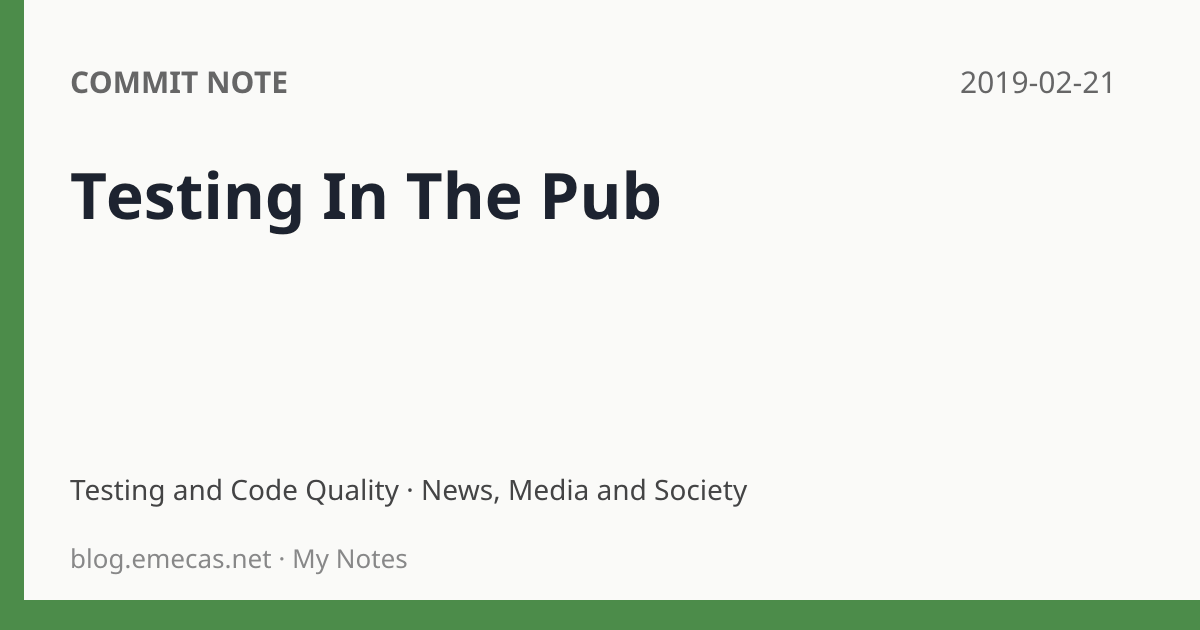 COMMIT NOTE
2019-02-21
Testing In The Pub
Testing and Code Quality · News, Media and Society
blog.emecas.net · My Notes